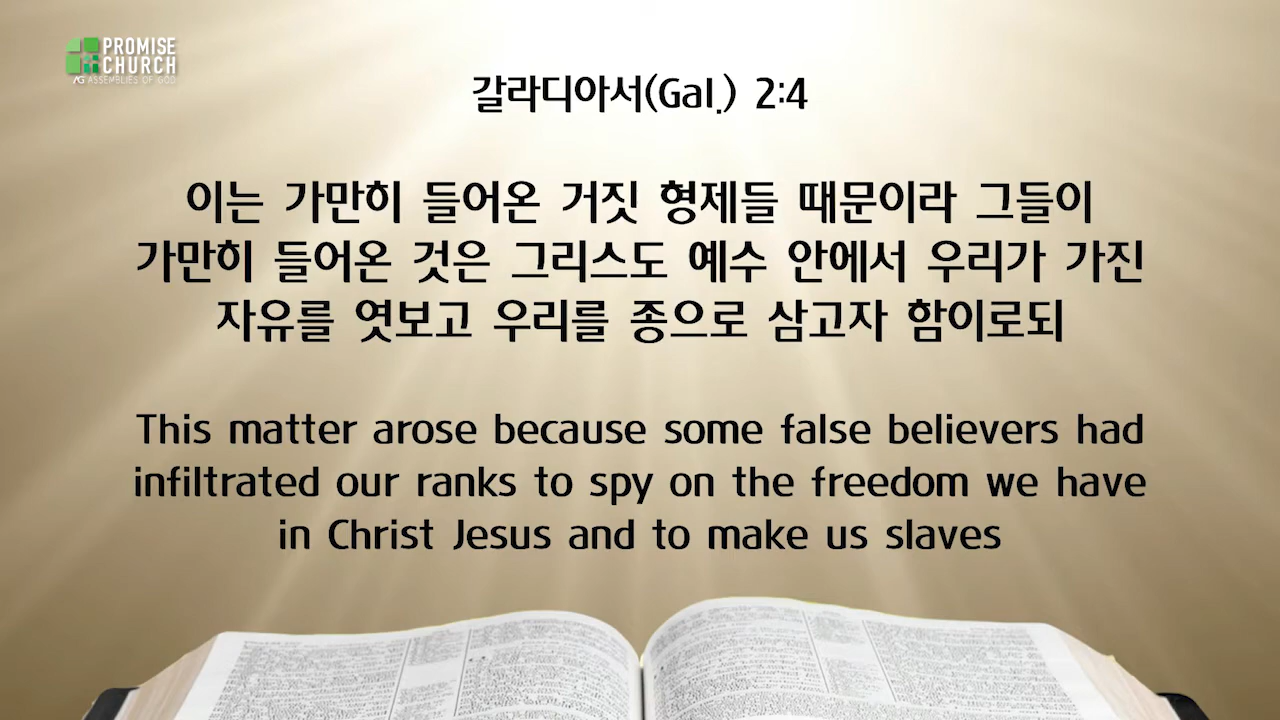 PROMISE
CHURCH
AG ASSEMBLIES OF GOD
갈라디아서(Gal.) 2:4
이는 가만히 들어온 거짓 형제들 때문이라 그들이
가만히 들어온 것은 그리스도 예수 안에서 우리가 가진
자유를 엿보고 우리를 종으로 삼고자 함이로되
This matter arose because some false believers had
infiltrated our ranks to spy on the freedom we have
in Christ Jesus and to make us slaves